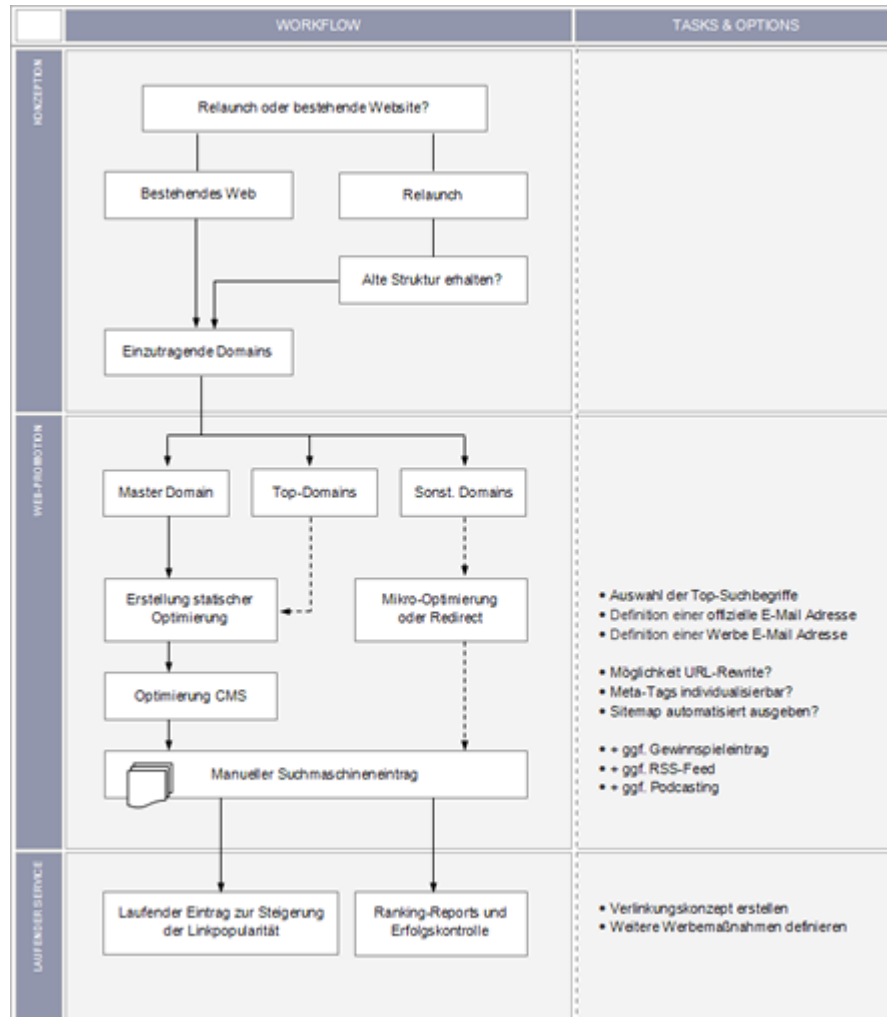 WORKFLOW
TASKS & OPTIONS
KONZEPTION
Relaunch oder bestehende Website?
Bestehendes Web
Relaunch
Alte Struktur erhalten?
Einzutragende Domains
WEB-PROMOTION
Master Domain
Top-Domains
Sonst. Domains
Erstellung statischer
Optimierung
Mikro-Optimierung
oder Redirect
Optimierung CMS
Manueller Suchmaschineneintrag
• Auswahl der Top-Suchbegriffe
• Definition einer offizielle E-Mail Adresse
• Definition einer Werbe E-Mail Adresse
• Möglichkeit URL-Rewrite?
• Meta-Tags individualisierbar?
• Sitemap automatisiert ausgeben?
• + ggf. Gewinnspieleintrag
• + ggf. RSS-Feed
• + ggf. Podcasting
LAUFENDER SERVICE
Laufender Eintrag zur Steigerung
der Linkpopularität
Ranking-Reports und
Erfolgskontrolle
• Verlinkungskonzept erstellen
• Weitere Werbemaßnahmen definieren